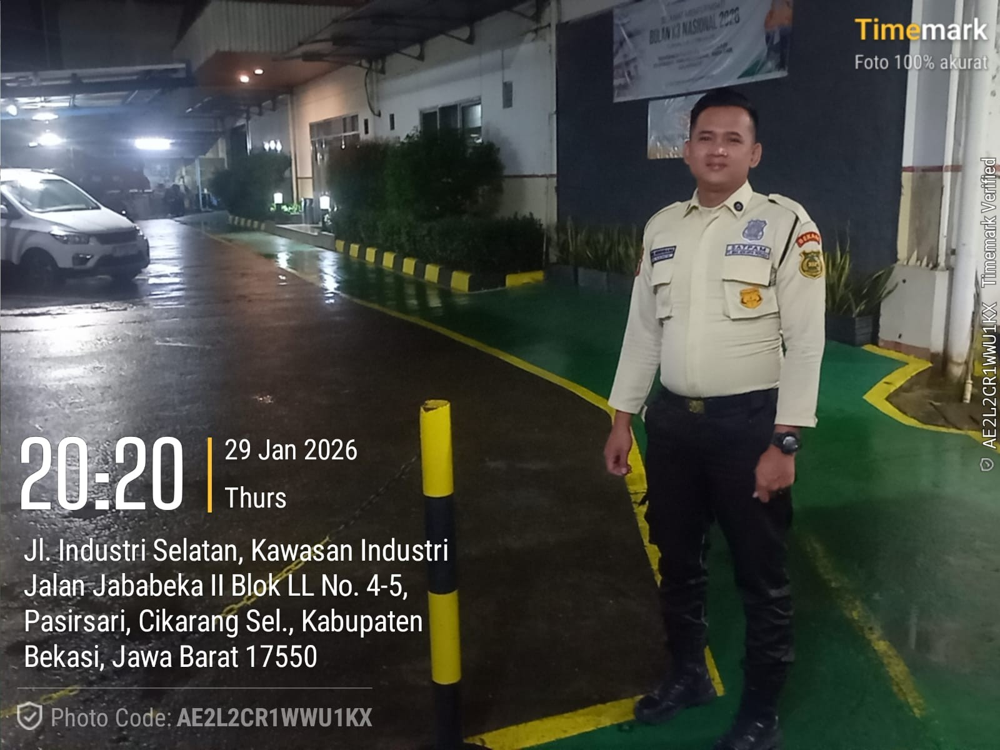 Timemark
Foto 100% akurat
BULAN K3 NASIONAL 2026
BEKASI
SATPAM
20:20
29 Jan 2026
Thurs
Jl. Industri Selatan, Kawasan Industri
Jalan Jababeka II Blok LL No. 4-5,
Pasirsari, Cikarang Sel., Kabupaten
Bekasi, Jawa Barat 17550
Photo Code: AE2L2CR1WWU1KX
AE2L2CR1WWU1KX Timemark Verified